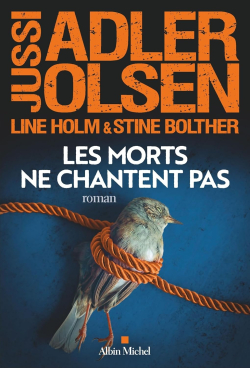 JUSSI
ADLER
OLSEN
LINE HOLM & STINE BOLTHER
LES MORTS
NE CHANTENT PAS
roman
Albin Michel